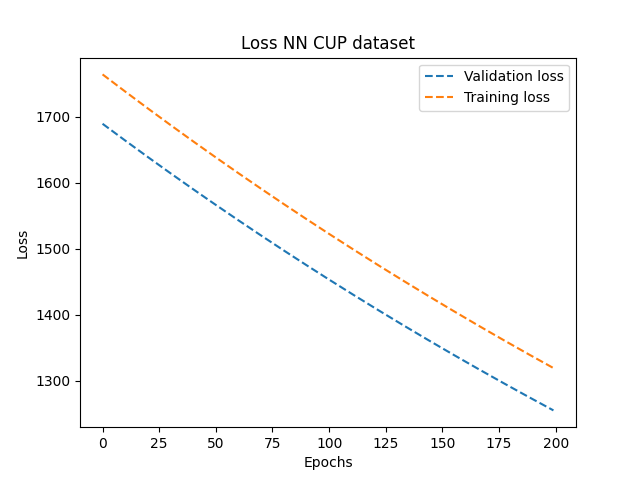 Loss NN CUP dataset
Validation loss
Training loss
1700
1600
1500
1400
1300
Loss
0 25 50 75 100 125 150 175 200
Epochs